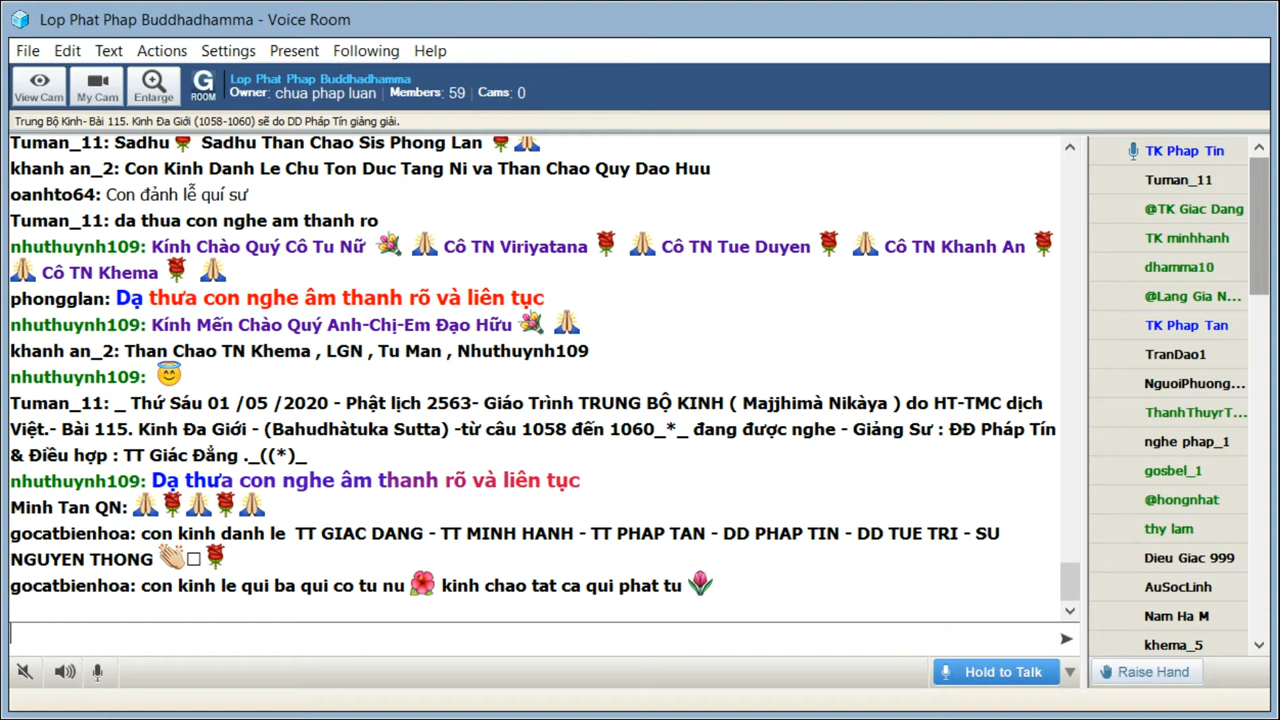 Lop Phat Phap Buddhadhamma - Voice Room
File Edit Text Actions Settings Present Following Help
View Cam My Cam Enlarge G ROOM
Lop Phat Phap Buddhadhamma
Owner: chua phap luan | Members: 59 | Cams: 0
Trung Bộ Kinh- Bài 115. Kinh Đa Giới (1058-1060) sẽ do DD Pháp Tín giảng giải.
Tuman_11: Sadhu 🌹 Sadhu Than Chao Sis Phong Lan 🌹🙏
khanh an_2: Con Kinh Danh Le Chu Ton Duc Tang Ni va Than Chao Quy Dao Huu
oanhto64: Con đảnh lễ quí sư
Tuman_11: da thua con nghe am thanh ro
nhuthuynh109: Kính Chào Quý Cô Tu Nữ 💐 🙏 Cô TN Viriyatana 🌹 🙏 Cô TN Tue Duyen 🌹 🙏 Cô TN Khanh An 🌹
🙏 Cô TN Khema 🌹 🙏
phongglan: Dạ thưa con nghe âm thanh rõ và liên tục
nhuthuynh109: Kính Mến Chào Quý Anh-Chị-Em Đạo Hữu 💐 🙏
khanh an_2: Than Chao TN Khema , LGN , Tu Man , Nhuthuynh109
nhuthuynh109: 😇
Tuman_11: _ Thứ Sáu 01 /05 /2020 - Phật lịch 2563- Giáo Trình TRUNG BỘ KINH ( Majjhimà Nikàya ) do HT-TMC dịch
Việt.- Bài 115. Kinh Đa Giới - (Bahudhàtuka Sutta) -từ câu 1058 đến 1060_*_ đang được nghe - Giảng Sư : ĐĐ Pháp Tín
& Điều hợp : TT Giác Đẳng ._((*)_
nhuthuynh109: Dạ thưa con nghe âm thanh rõ và liên tục
Minh Tan QN: 🙏🌹🙏🌹🙏
gocatbienhoa: con kinh danh le TT GIAC DANG - TT MINH HANH - TT PHAP TAN - DD PHAP TIN - DD TUE TRI - SU
NGUYEN THONG 👏□ 🌹
gocatbienhoa: con kinh le qui ba qui co tu nu 🌺 kinh chao tat ca qui phat tu 🌷
Hold to Talk
TK Phap Tin
Tuman_11
@TK Giac Dang
TK minhhanh
dhamma10
@Lang Gia N...
TK Phap Tan
TranDao1
NguoiPhuong...
ThanhThuyrT...
nghe phap_1
gosbel_1
@hongnhat
thy lam
Dieu Giac 999
AuSocLinh
Nam Ha M
khema_5
Raise Hand